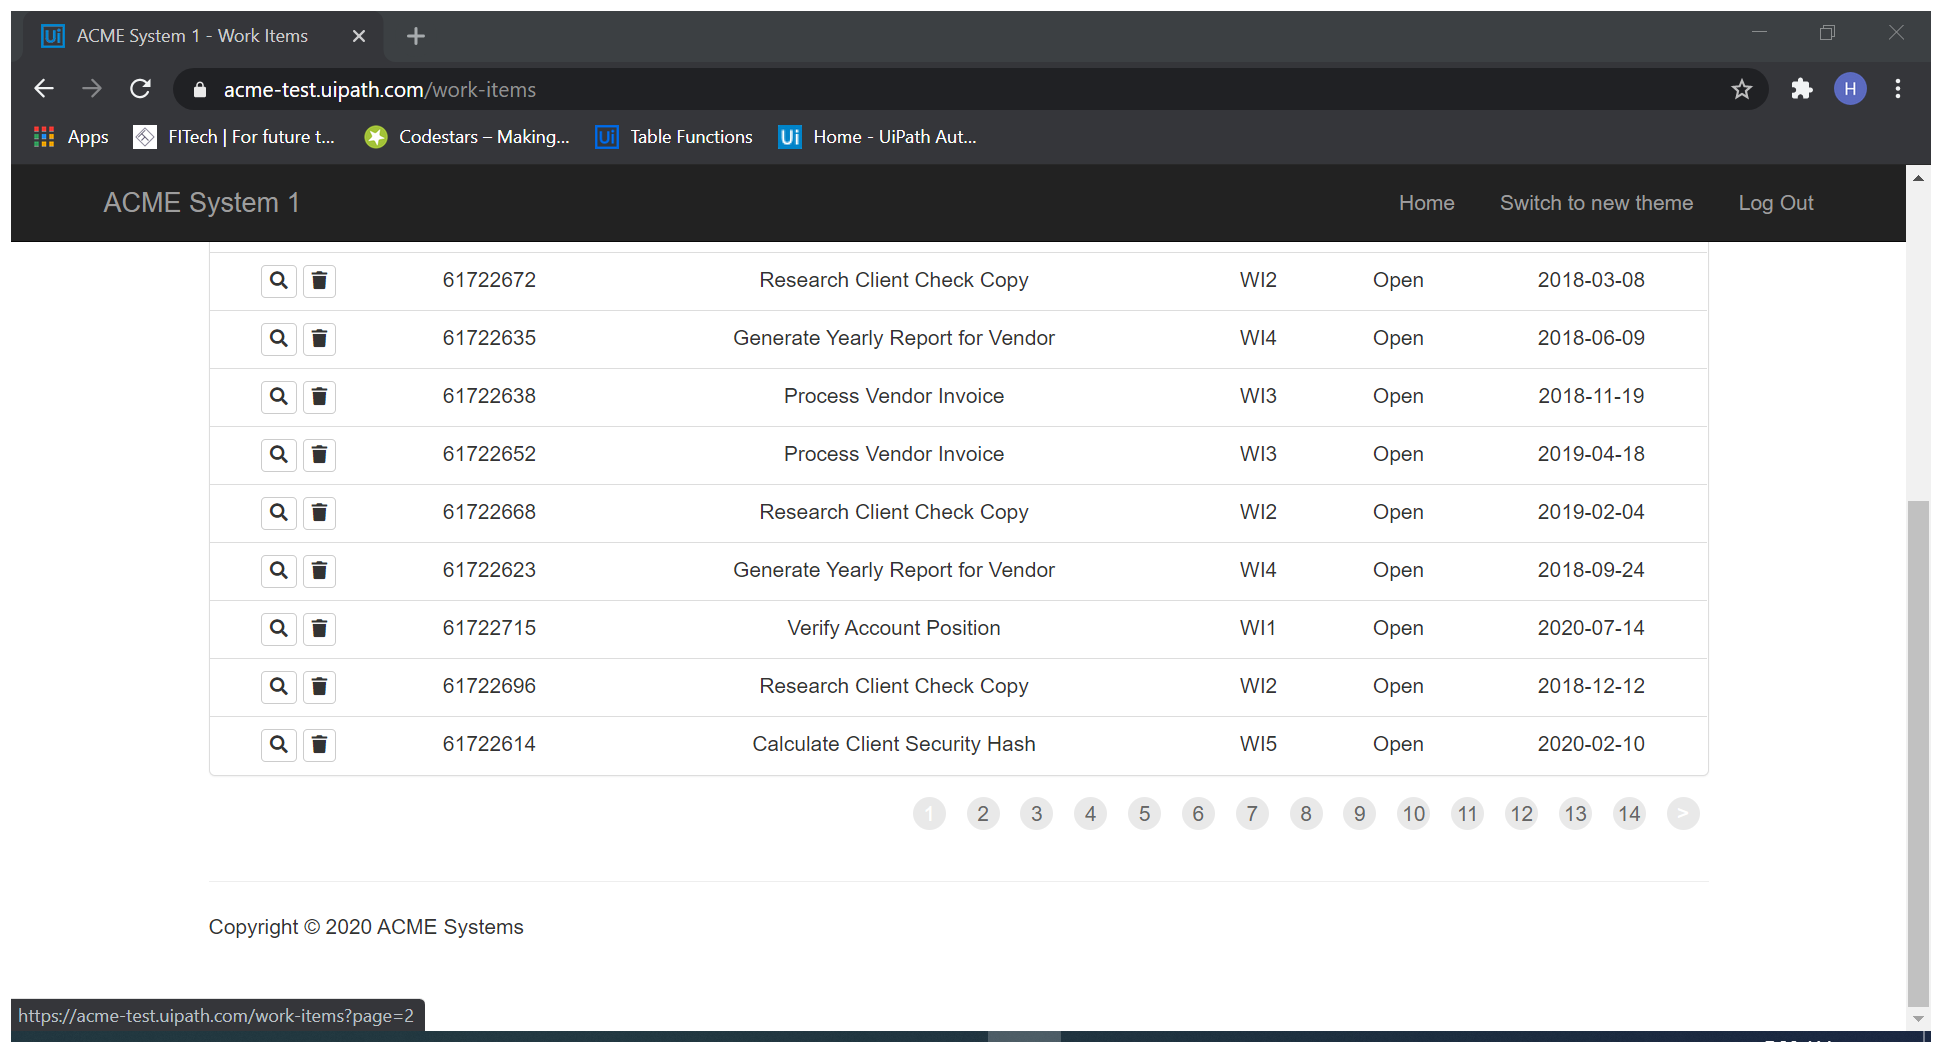 Ui ACME System 1 - Work Items
acme-test.uipath.com/work-items
H
Apps FITech | For future t... Codestars – Making... Ui Table Functions Ui Home - UiPath Aut...
ACME System 1 Home Switch to new theme Log Out
61722672 Research Client Check Copy WI2 Open 2018-03-08
61722635 Generate Yearly Report for Vendor WI4 Open 2018-06-09
61722638 Process Vendor Invoice WI3 Open 2018-11-19
61722652 Process Vendor Invoice WI3 Open 2019-04-18
61722668 Research Client Check Copy WI2 Open 2019-02-04
61722623 Generate Yearly Report for Vendor WI4 Open 2018-09-24
61722715 Verify Account Position WI1 Open 2020-07-14
61722696 Research Client Check Copy WI2 Open 2018-12-12
61722614 Calculate Client Security Hash WI5 Open 2020-02-10
1 2 3 4 5 6 7 8 9 10 11 12 13 14 >
Copyright © 2020 ACME Systems
https://acme-test.uipath.com/work-items?page=2